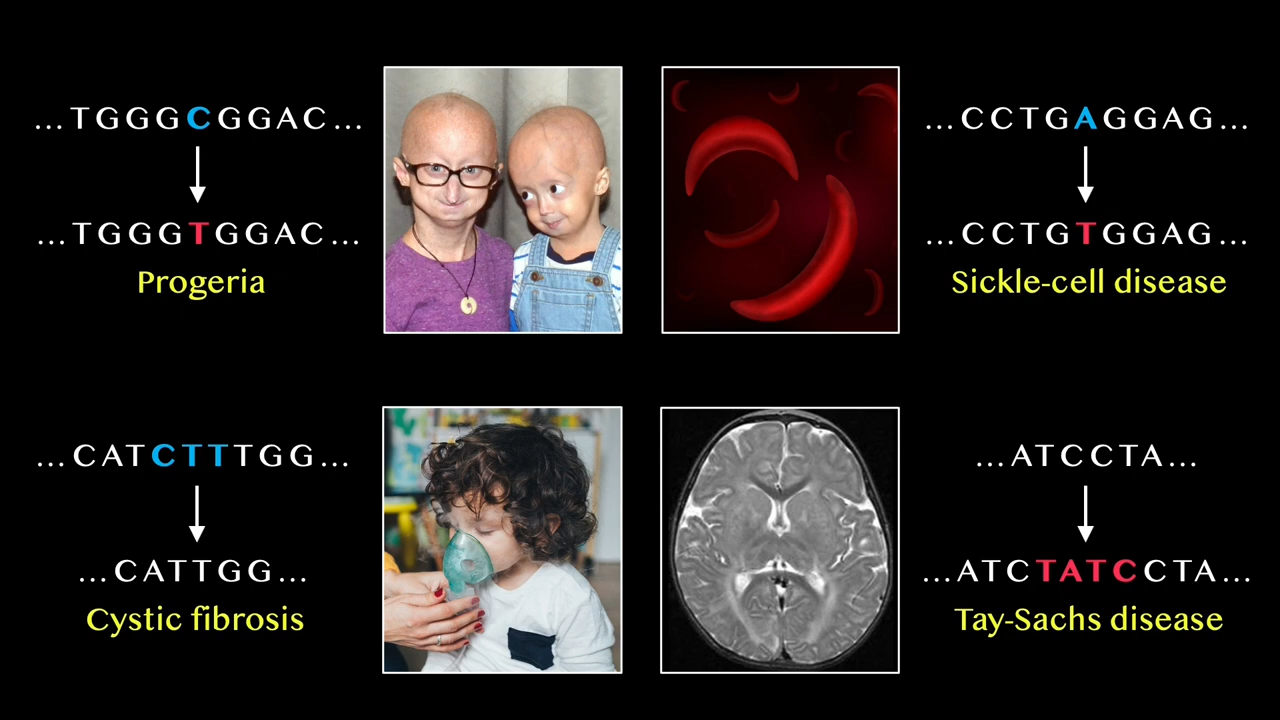 ...TGGGCGGAC...
...TGGGTGGAC...
Progeria
...CCTGAGGAG...
...CCTGTGGAG...
Sickle-cell disease
...CATCTTTGG...
...CATTGG...
Cystic fibrosis
...ATCCTA...
...ATCTATCCTA...
Tay-Sachs disease